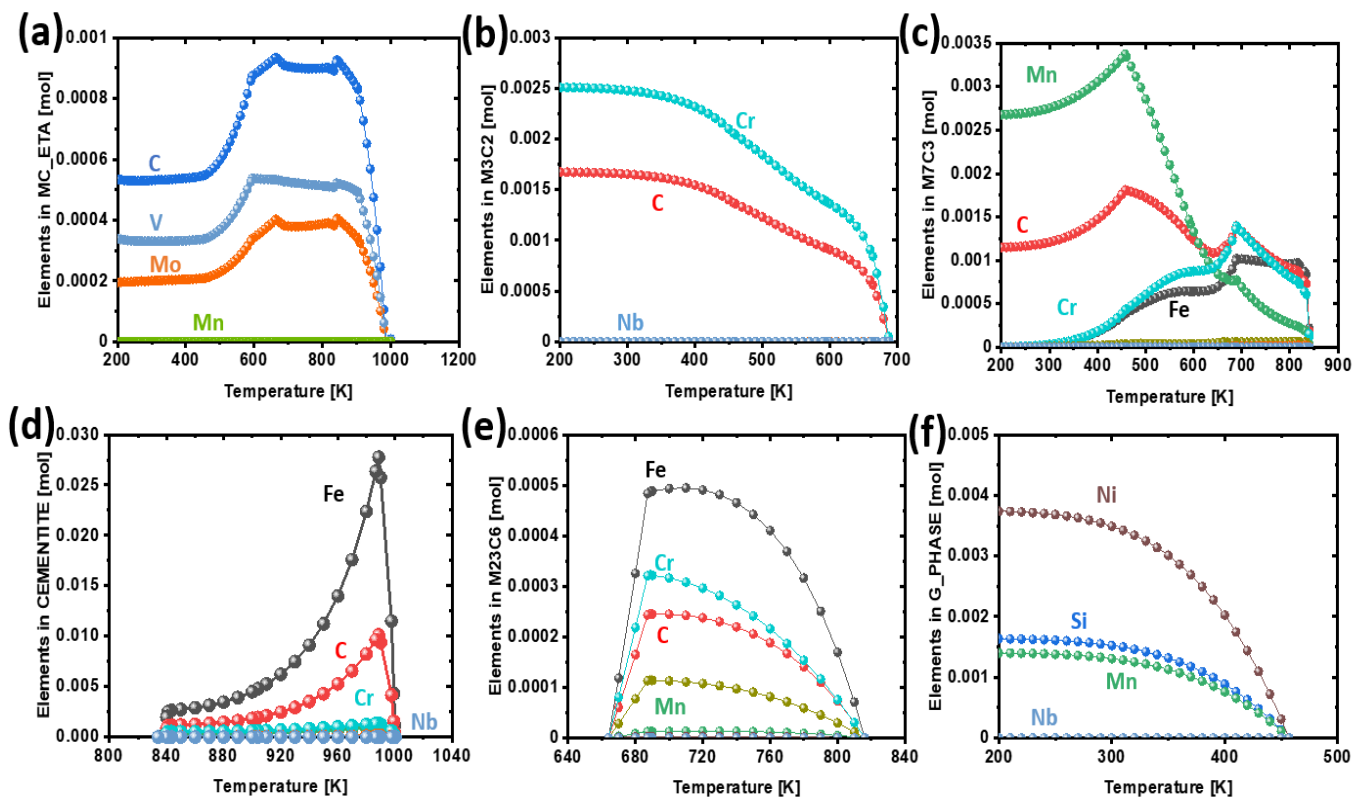 (a)
Elements in MC_ETA [mol]
0.001
0.0008
0.0006
0.0004
0.0002
0
C
V
Mo
Mn
200 400 600 800 1000 1200
Temperature [K]
(b)
Elements in M3C2 [mol]
0.003
0.0025
0.002
0.0015
0.001
0.0005
0
Cr
C
Nb
200 300 400 500 600 700
Temperature [K]
(c)
Elements in M7C3 [mol]
0.0035
0.003
0.0025
0.002
0.0015
0.001
0.0005
0
Mn
C
Cr
Fe
200 300 400 500 600 700 800 900
Temperature [K]
(d)
Elements in CEMENTITE [mol]
0.030
0.025
0.020
0.015
0.010
0.005
0.000
Fe
C
Cr
Nb
800 840 880 920 960 1000 1040
Temperature [K]
(e)
Elements in M23C6 [mol]
0.0006
0.0005
0.0004
0.0003
0.0002
0.0001
0
Fe
Cr
C
Mn
640 680 720 760 800 840
Temperature [K]
(f)
Elements in G_PHASE [mol]
0.005
0.004
0.003
0.002
0.001
0
Ni
Si
Mn
Nb
200 300 400 500
Temperature [K]